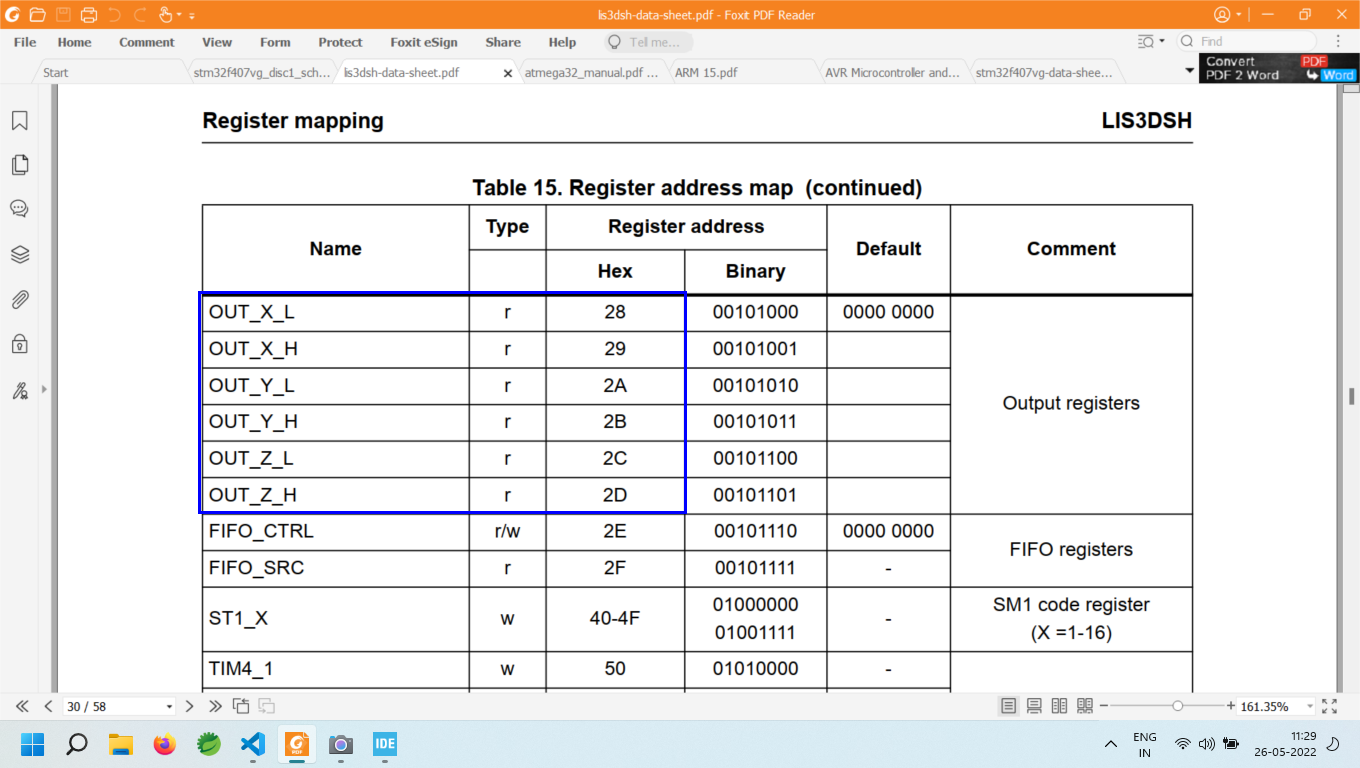 lis3dsh-data-sheet.pdf - Foxit PDF Reader
File Home Comment View Form Protect Foxit eSign Share Help Tell me... Find
Start stm32f407vg_disc1_sch... lis3dsh-data-sheet.pdf atmega32_manual.pdf ... ARM 15.pdf AVR Microcontroller and... stm32f407vg-data-shee...
Convert PDF
PDF 2 Word Word
Register mapping LIS3DSH
Table 15. Register address map (continued)
Name Type Register address Default Comment
Hex Binary
OUT_X_L r 28 00101000 0000 0000
OUT_X_H r 29 00101001
OUT_Y_L r 2A 00101010
Output registers
OUT_Y_H r 2B 00101011
OUT_Z_L r 2C 00101100
OUT_Z_H r 2D 00101101
FIFO_CTRL r/w 2E 00101110 0000 0000
FIFO registers
FIFO_SRC r 2F 00101111 -
ST1_X w 40-4F 01000000 - SM1 code register
01001111 (X =1-16)
TIM4_1 w 50 01010000 -
30 / 58 161.35%
PDF IDE ENG 11:29
IN 26-05-2022